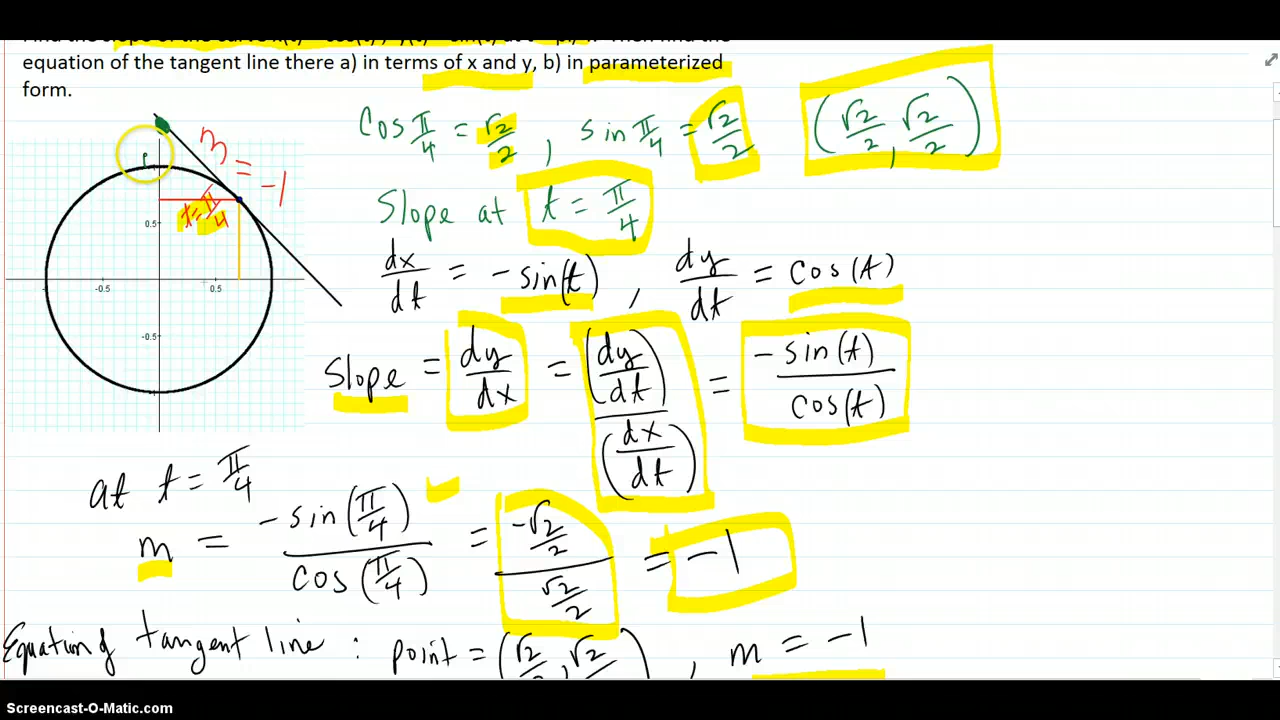 equation of the tangent line there a) in terms of x and y, b) in parameterized
form.
cos π/4 = √2/2 , sin π/4 = √2/2 (√2/2, √2/2)
m = -1
t = π/4
Slope at t = π/4
dx/dt = - sin(t) , dy/dt = cos(t)
0.5
-0.5 0.5
-0.5
Slope = dy/dx = (dy/dt)/(dx/dt) = - sin(t)/cos(t)
at t = π/4
m = - sin(π/4)/cos(π/4) = (-√2/2)/(√2/2) = -1
Equation of tangent line : point = (√2/2, √2/2) , m = -1
Screencast-O-Matic.com